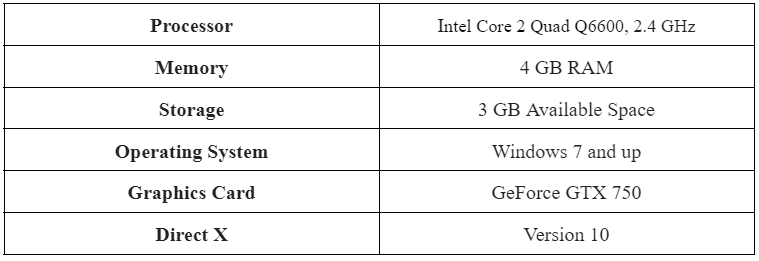 Processor Intel Core 2 Quad Q6600, 2.4 GHz
Memory 4 GB RAM
Storage 3 GB Available Space
Operating System Windows 7 and up
Graphics Card GeForce GTX 750
Direct X Version 10